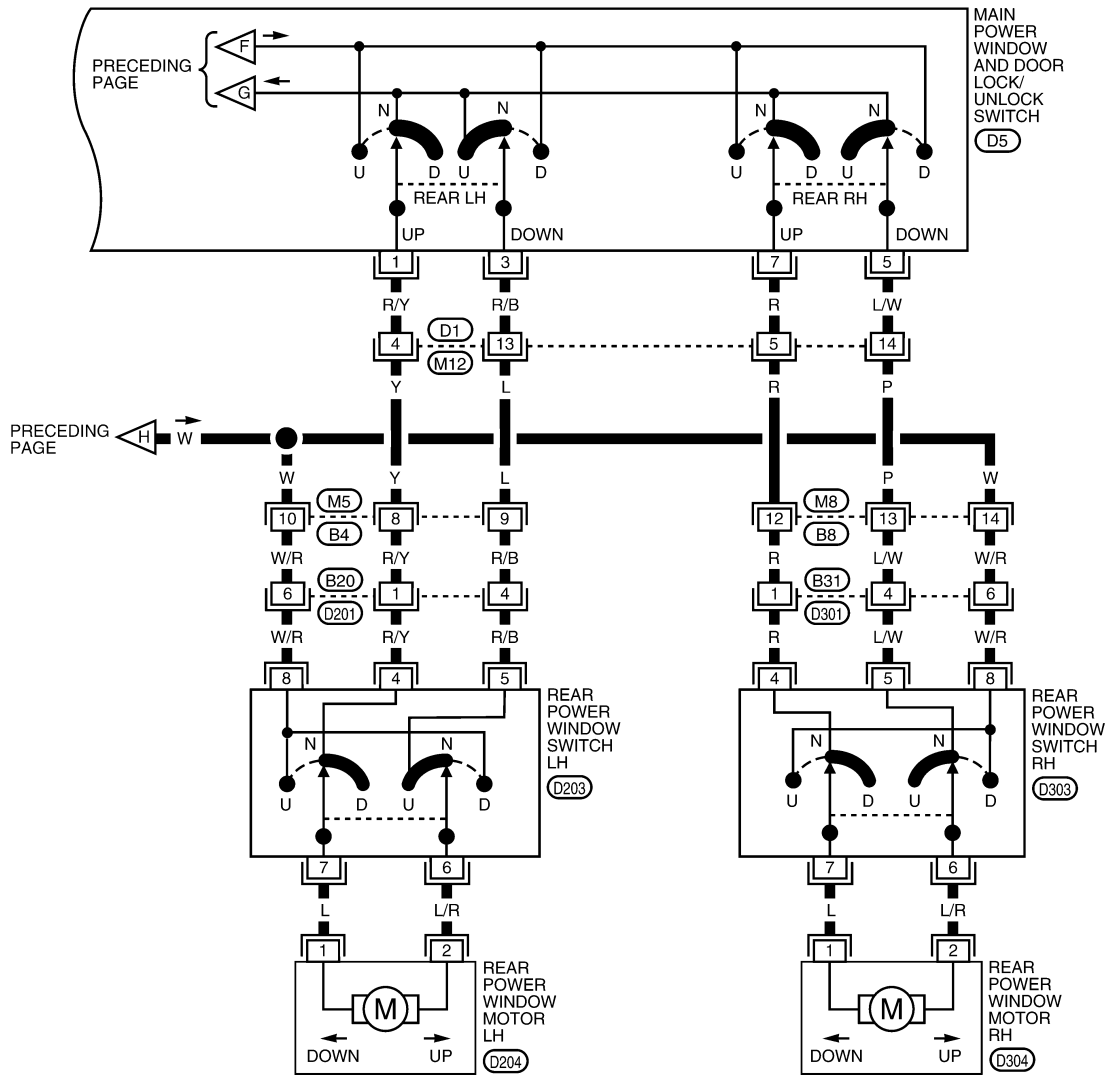 MAIN
POWER
WINDOW
AND DOOR
LOCK/
UNLOCK
SWITCH
D5
PRECEDING
PAGE
F
G
N N N N
U D U D U D U D
REAR LH REAR RH
UP DOWN UP DOWN
1 3 7 5
R/Y R/B R L/W
4 D1 13 5 14
M12
Y L R P
PRECEDING
PAGE
H W
W Y L P W
10 M5 8 9 12 M8 13 14
B4 B8
W/R R/Y R/B R L/W W/R
6 B20 1 4 1 B31 4 6
D201 D301
W/R R/Y R/B R L/W W/R
8 4 5 4 5 8
REAR
POWER
WINDOW
SWITCH
LH
D203
REAR
POWER
WINDOW
SWITCH
RH
D303
N N N N
U D U D U D U D
7 6 7 6
L L/R L L/R
1 2 1 2
REAR
POWER
WINDOW
MOTOR
LH
D204
REAR
POWER
WINDOW
MOTOR
RH
D304
M M
DOWN UP DOWN UP